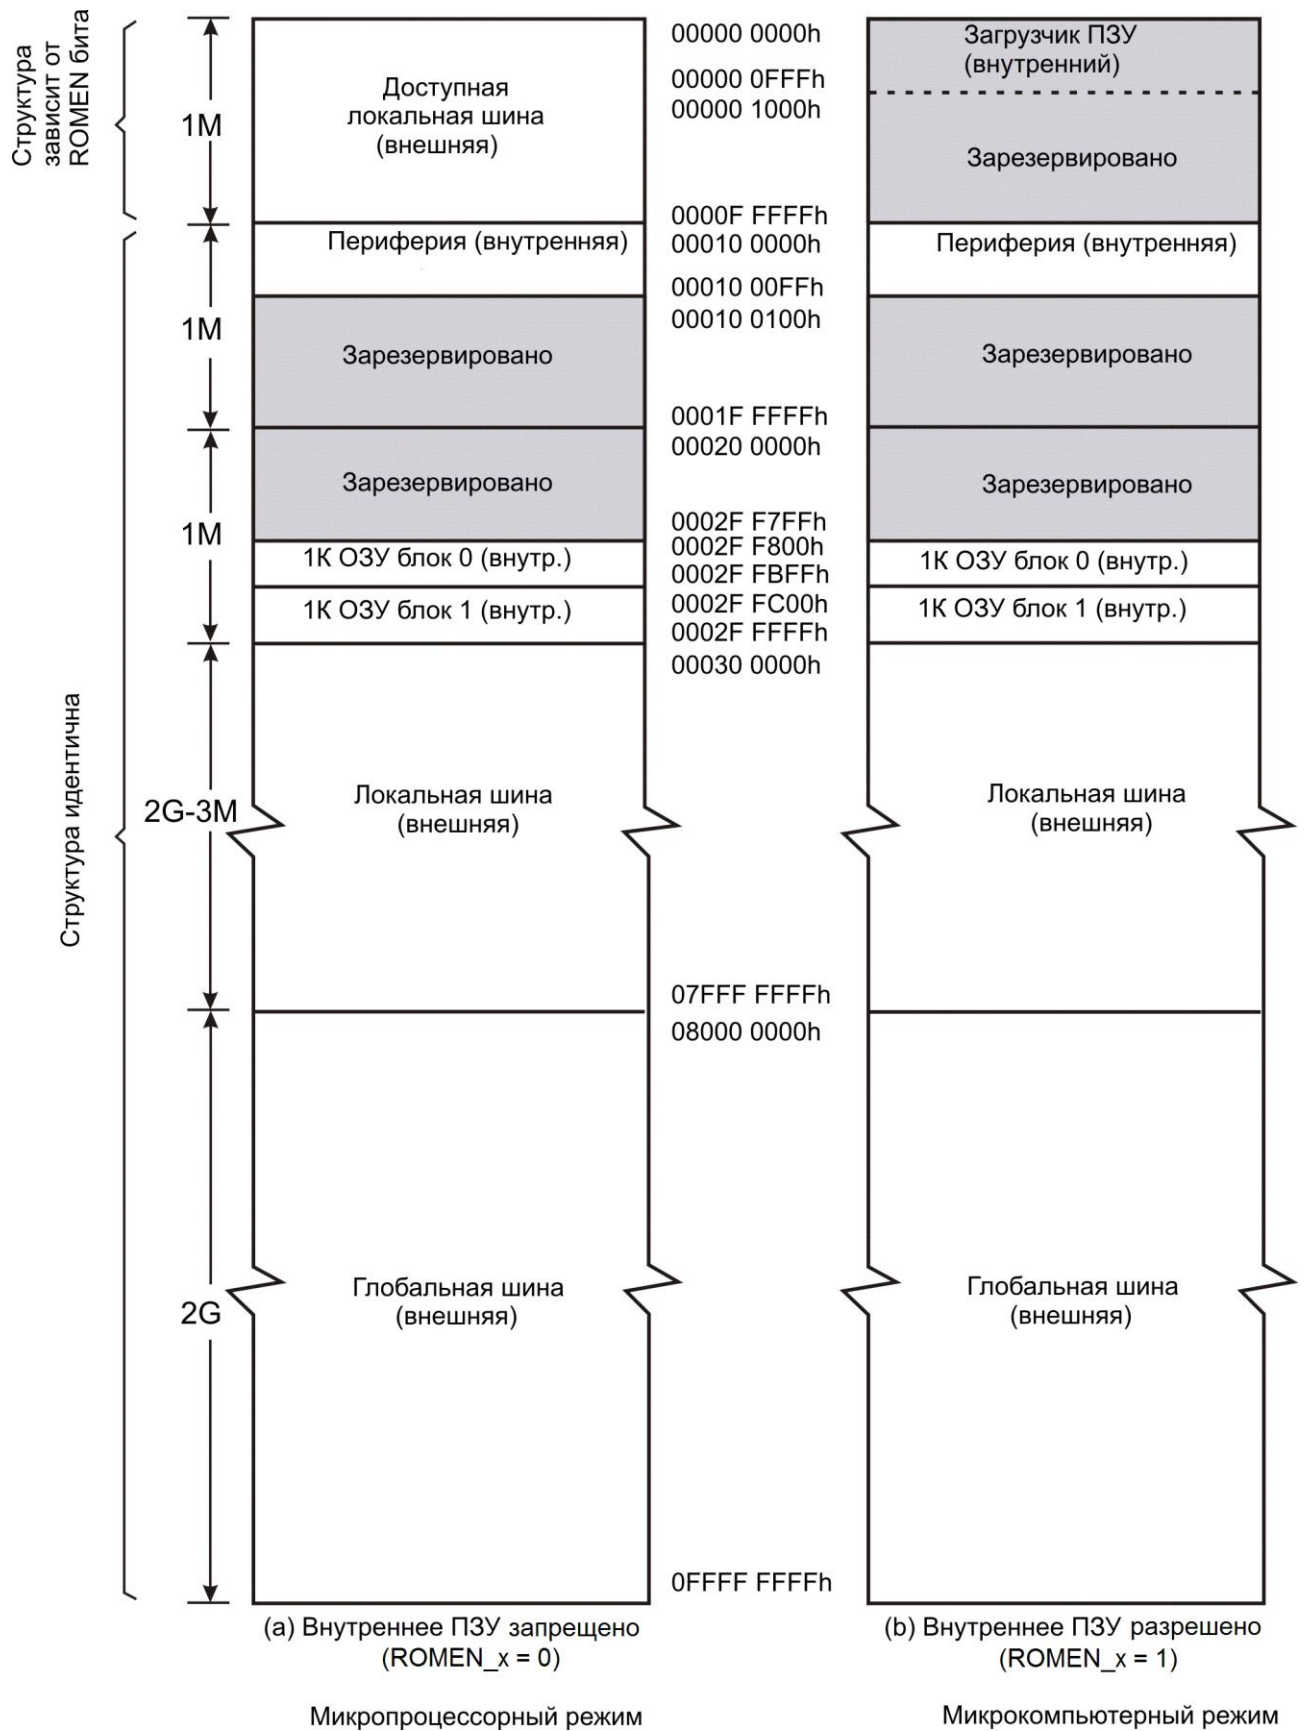 Структура
зависит от
ROMEN бита
1М
Доступная
локальная шина
(внешняя)
00000 0000h
00000 0FFFh
00000 1000h
0000F FFFFh
Загрузчик ПЗУ
(внутренний)
Зарезервировано
Структура идентична
1М
Периферия (внутренняя)
00010 0000h
00010 00FFh
Периферия (внутренняя)
Зарезервировано
00010 0100h
0001F FFFFh
Зарезервировано
1М
Зарезервировано
00020 0000h
0002F F7FFh
Зарезервировано
1К ОЗУ блок 0 (внутр.)
0002F F800h
0002F FBFFh
1К ОЗУ блок 0 (внутр.)
1К ОЗУ блок 1 (внутр.)
0002F FC00h
0002F FFFFh
1К ОЗУ блок 1 (внутр.)
00030 0000h
2G-3M
Локальная шина
(внешняя)
Локальная шина
(внешняя)
07FFF FFFFh
08000 0000h
2G
Глобальная шина
(внешняя)
Глобальная шина
(внешняя)
0FFFF FFFFh
(a) Внутреннее ПЗУ запрещено
(ROMEN_x = 0)
(b) Внутреннее ПЗУ разрешено
(ROMEN_x = 1)
Микропроцессорный режим
Микрокомпьютерный режим